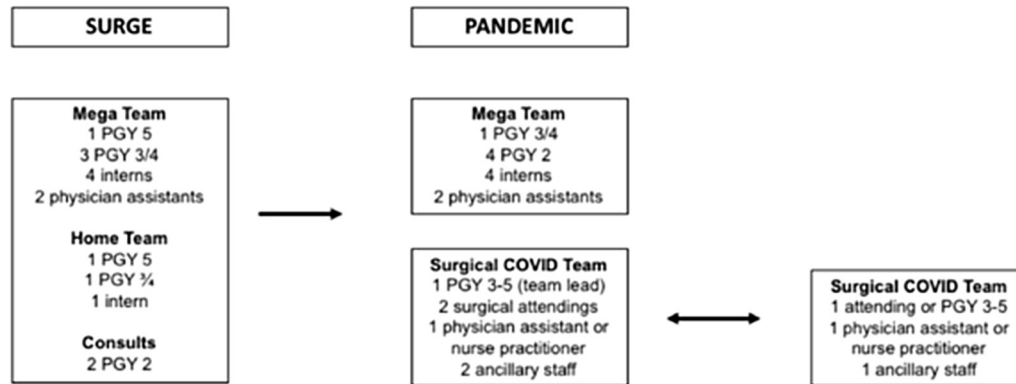 SURGE
Mega Team
1 PGY 5
3 PGY 3/4
4 interns
2 physician assistants
Home Team
1 PGY 5
1 PGY ¾
1 intern
Consults
2 PGY 2
PANDEMIC
Mega Team
1 PGY 3/4
4 PGY 2
4 interns
2 physician assistants
Surgical COVID Team
1 PGY 3-5 (team lead)
2 surgical attendings
1 physician assistant or
nurse practitioner
2 ancillary staff
Surgical COVID Team
1 attending or PGY 3-5
1 physician assistant or
nurse practitioner
1 ancillary staff